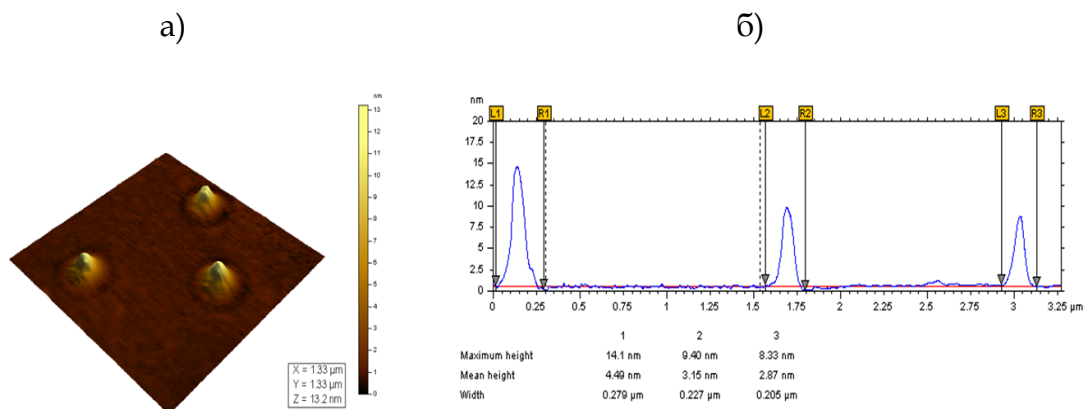 а)
б)
nm
13
12
11
10
9
8
7
6
5
4
3
2
1
0
X = 1.33 µm
Y = 1.33 µm
Z = 13.2 nm
nm
L1 R1 L2 R2 L3 R3
20
17.5
15
12.5
10
7.5
5
2.5
0
0 0.25 0.5 0.75 1 1.25 1.5 1.75 2 2.25 2.5 2.75 3 3.25 µm
1 2 3
Maximum height 14.1 nm 9.40 nm 8.33 nm
Mean height 4.49 nm 3.15 nm 2.87 nm
Width 0.279 µm 0.227 µm 0.205 µm